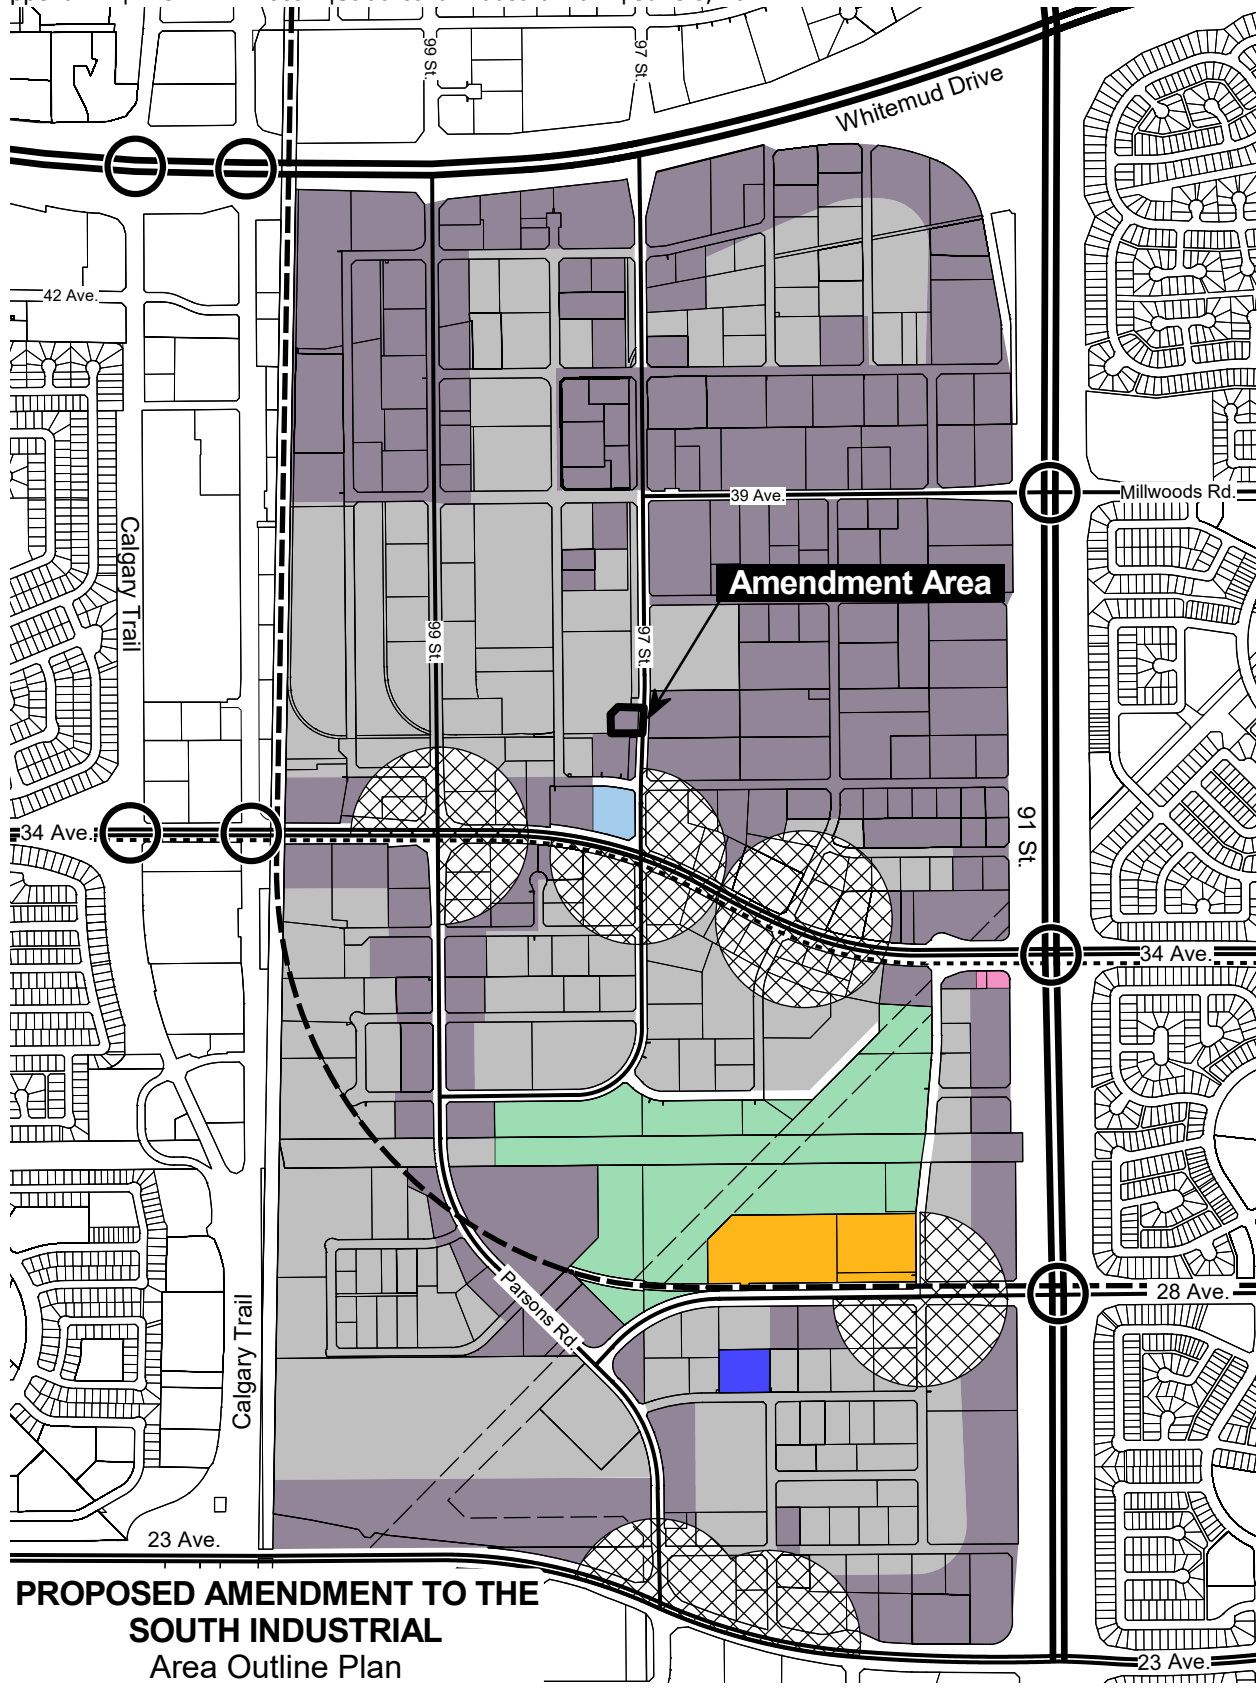 99 St.
97 St.
Whitemud Drive
42 Ave.
39 Ave.
Millwoods Rd.
Calgary Trail
Amendment Area
99 St.
97 St.
34 Ave.
91 St.
34 Ave.
28 Ave.
Parsons Rd.
Calgary Trail
23 Ave.
PROPOSED AMENDMENT TO THE
SOUTH INDUSTRIAL
Area Outline Plan
23 Ave.